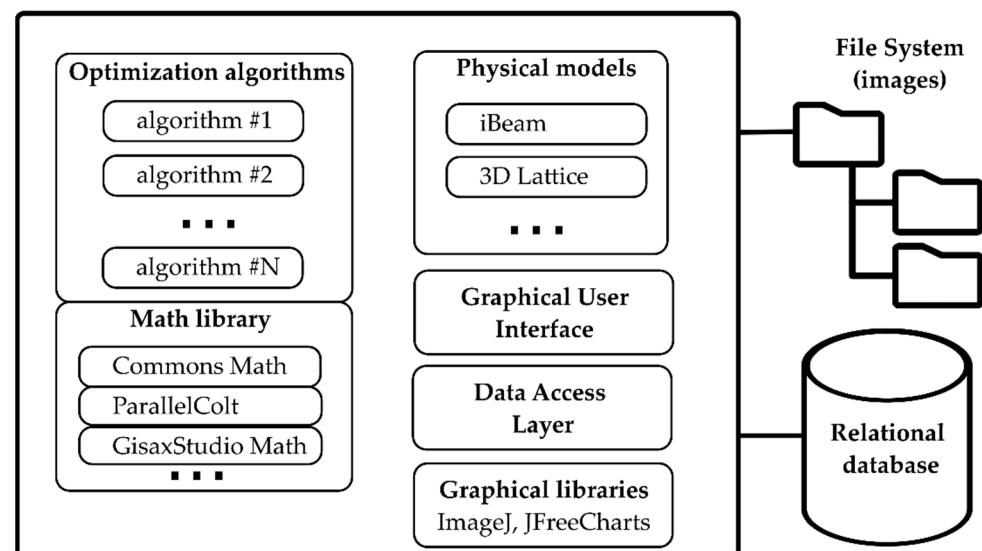 Optimization algorithms
algorithm #1
algorithm #2
...
algorithm #N
Math library
Commons Math
ParallelColt
GisaxStudio Math
...
Physical models
iBeam
3D Lattice
...
Graphical User
Interface
Data Access
Layer
Graphical libraries
ImageJ, JFreeCharts
File System
(images)
Relational
database